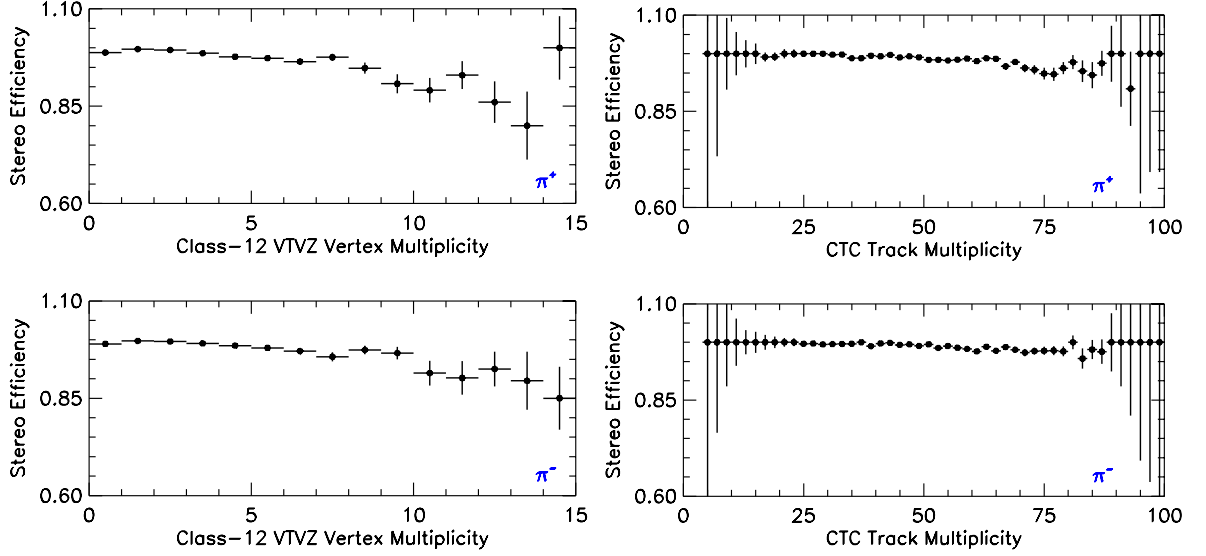 1.10
0.85
0.60
Stereo Efficiency
π+
0 5 10 15
Class-12 VTVZ Vertex Multiplicity
1.10
0.85
0.60
Stereo Efficiency
π+
0 25 50 75 100
CTC Track Multiplicity
1.10
0.85
0.60
Stereo Efficiency
π-
0 5 10 15
Class-12 VTVZ Vertex Multiplicity
1.10
0.85
0.60
Stereo Efficiency
π-
0 25 50 75 100
CTC Track Multiplicity